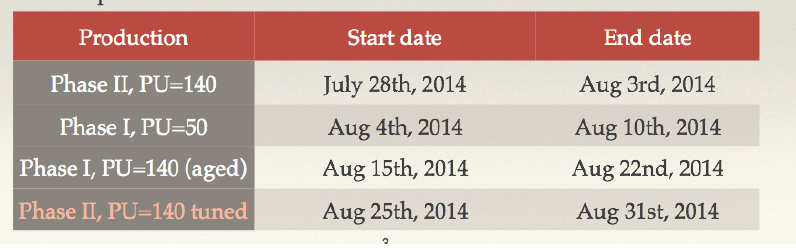 Production Start date End date
Phase II, PU=140 July 28th, 2014 Aug 3rd, 2014
Phase I, PU=50 Aug 4th, 2014 Aug 10th, 2014
Phase I, PU=140 (aged) Aug 15th, 2014 Aug 22nd, 2014
Phase II, PU=140 tuned Aug 25th, 2014 Aug 31st, 2014
3